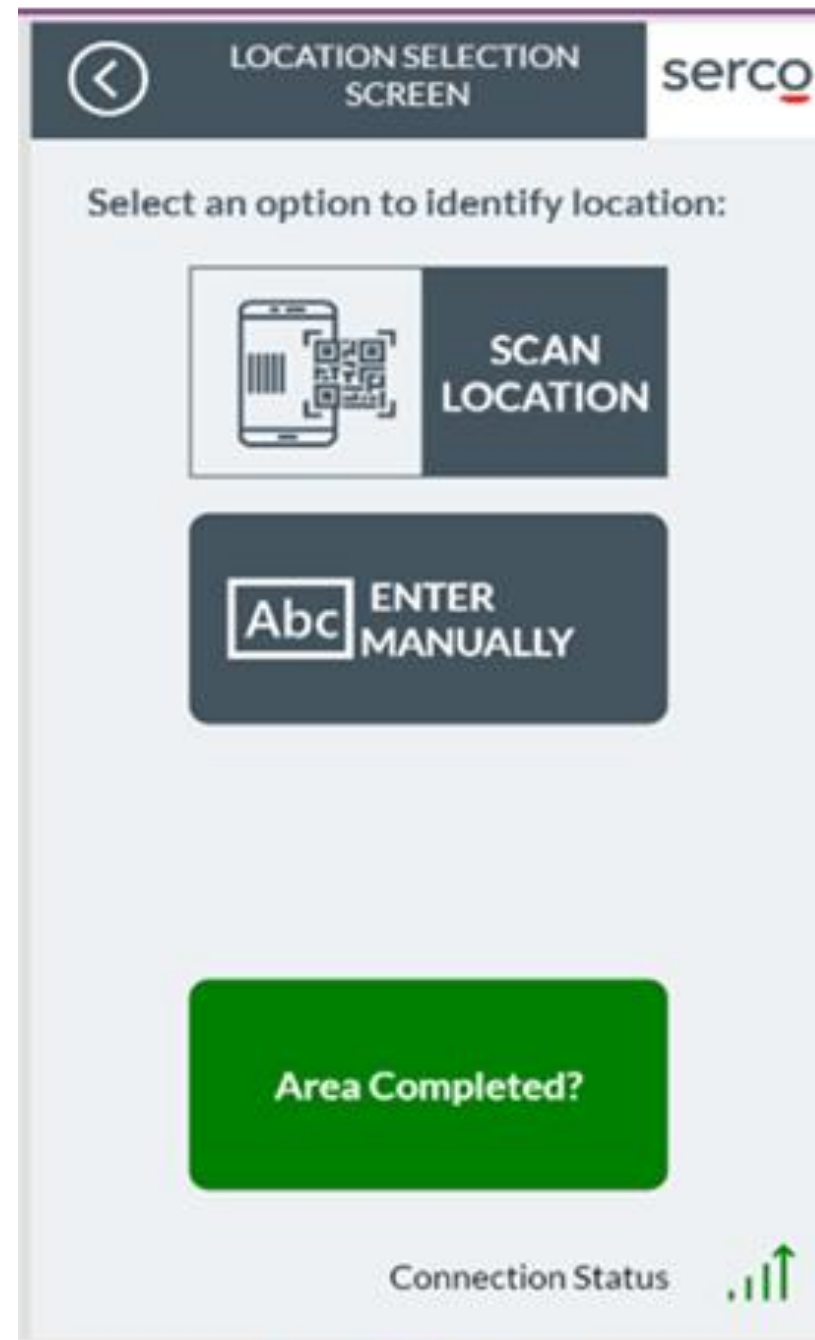 LOCATION SELECTION
SCREEN
serco
Select an option to identify location:
SCAN
LOCATION
Abc
ENTER
MANUALLY
Area Completed?
Connection Status